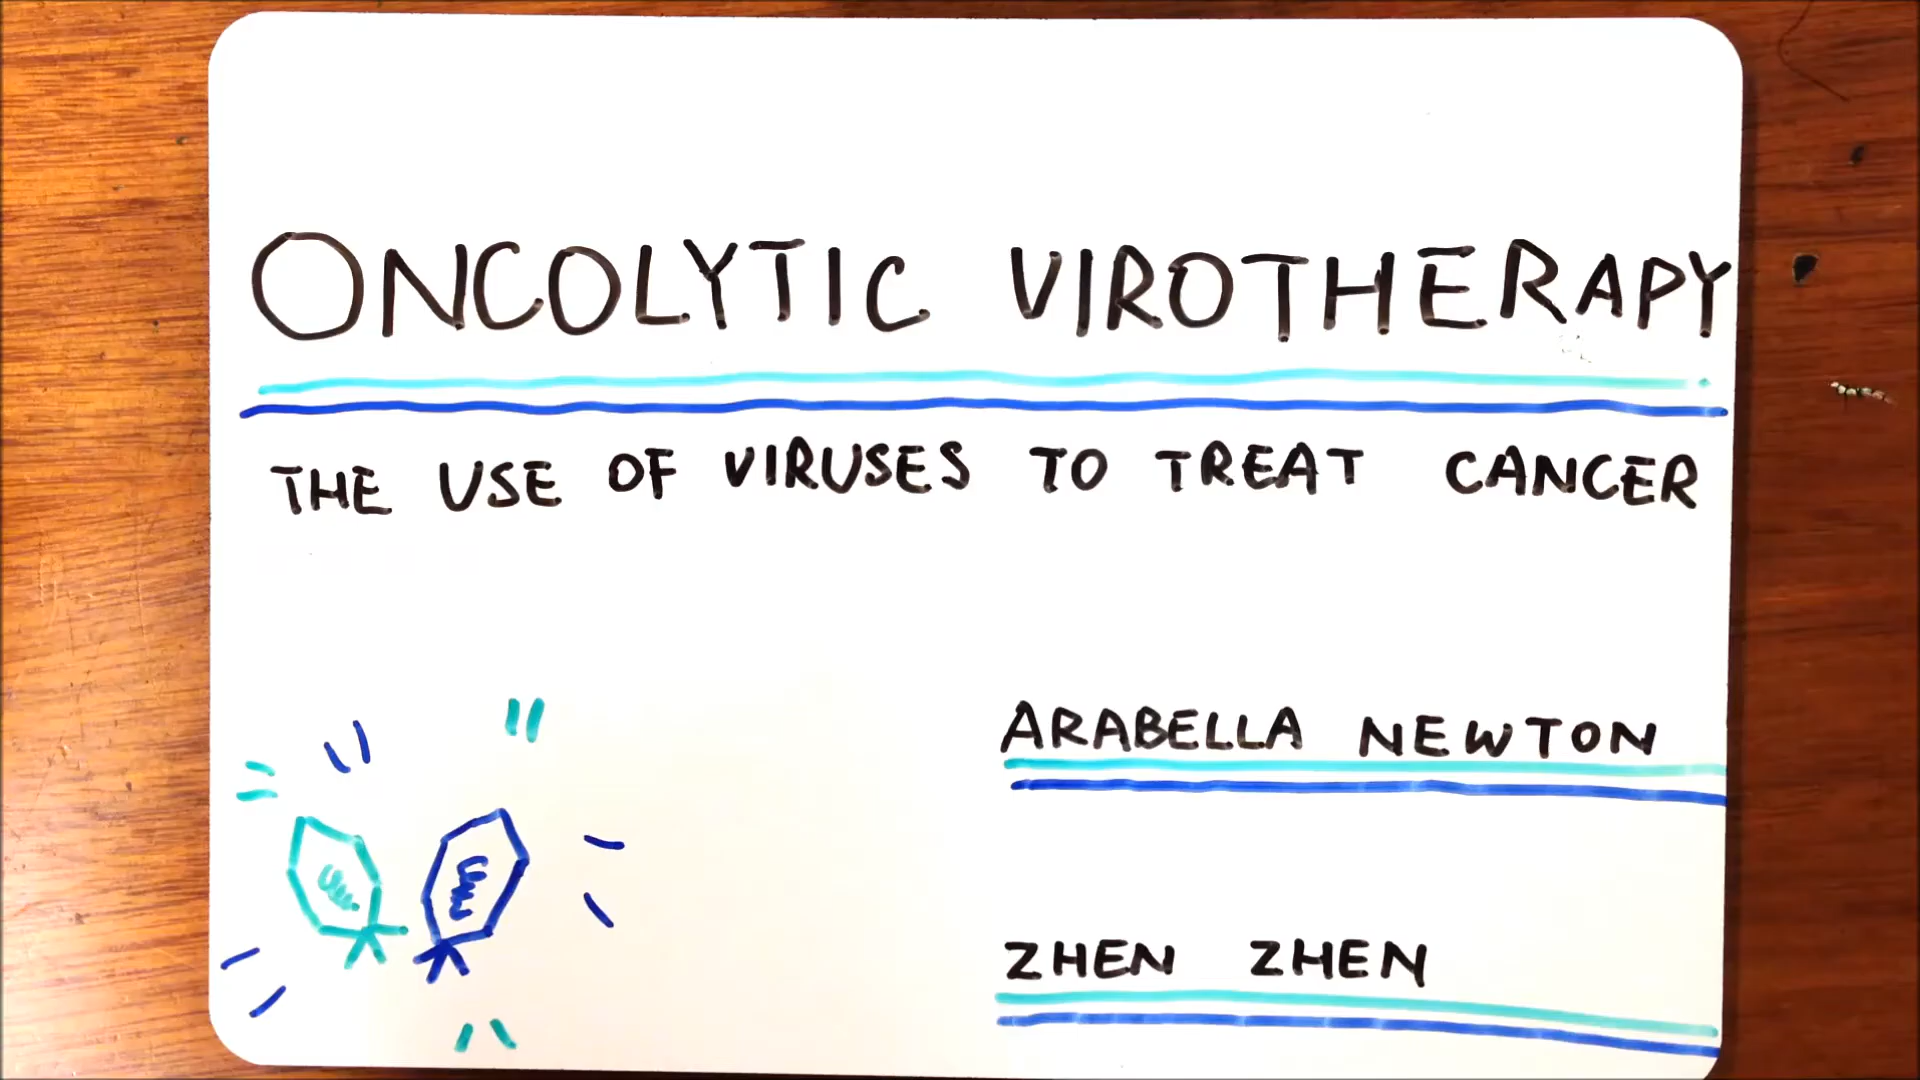 ONCOLYTIC VIROTHERAPY
THE USE OF VIRUSES TO TREAT CANCER
ARABELLA NEWTON
ZHEN ZHEN